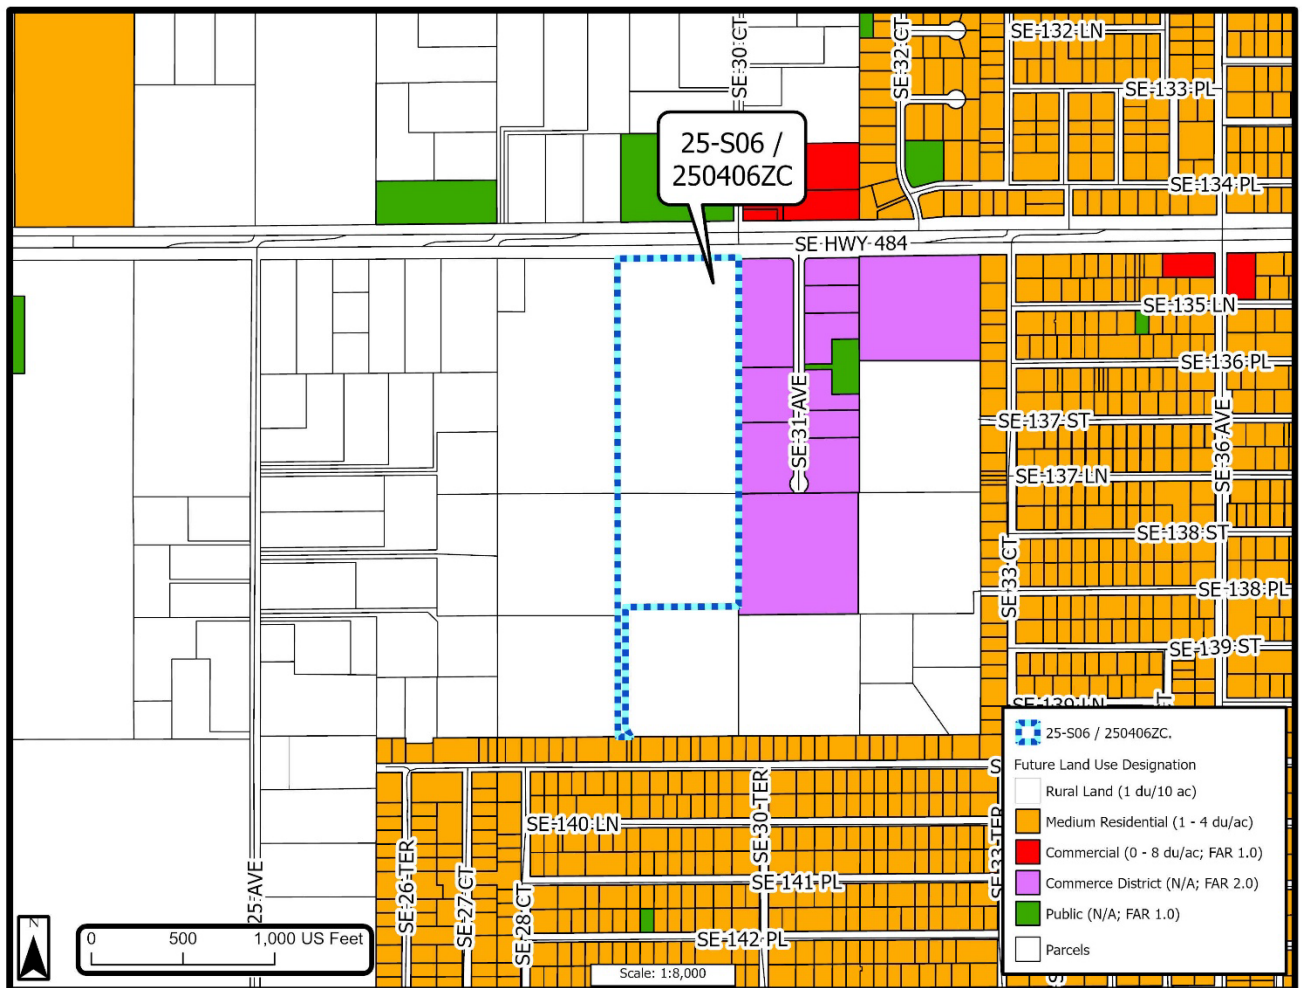 SE 30 CT
SE 32 CT
SE 132 LN
SE 133 PL
25-S06 /
250406ZC
SE 134 PL
SE HWY 484
SE 135 LN
SE 136 PL
SE 31 AVE
SE 137 ST
SE 36 AVE
SE 137 LN
SE 138 ST
SE 33 CT
SE 138 PL
SE 139 ST
SE 139 LN
25-S06 / 250406ZC.
Future Land Use Designation
Rural Land (1 du/10 ac)
Medium Residential (1 - 4 du/ac)
Commercial (0 - 8 du/ac; FAR 1.0)
Commerce District (N/A; FAR 2.0)
Public (N/A; FAR 1.0)
Parcels
SE 30 TER
SE 140 LN
SE 33 TER
25 AVE
SE 26 TER
SE 27 CT
SE 28 CT
SE 141 PL
SE 142 PL
N
0 500 1,000 US Feet
Scale: 1:8,000